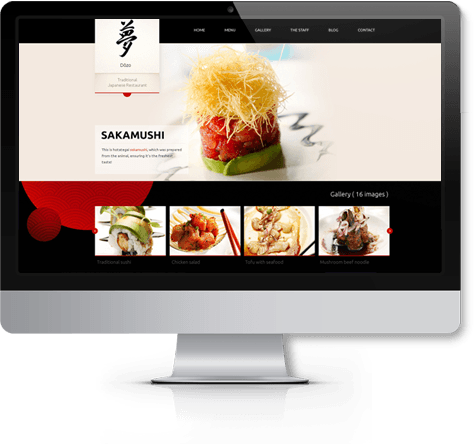 夢
HOME MENU GALLERY THE STAFF BLOG CONTACT
Traditional
Japanese Restaurant
SAKAMUSHI
This is hot stage sakamushi, which was prepared
from the animal, ensuring it's the freshest
taste!
Gallery ( 16 images )
Traditional sushi
Chicken salad
Tofu with seafood
Mushroom beef noodle